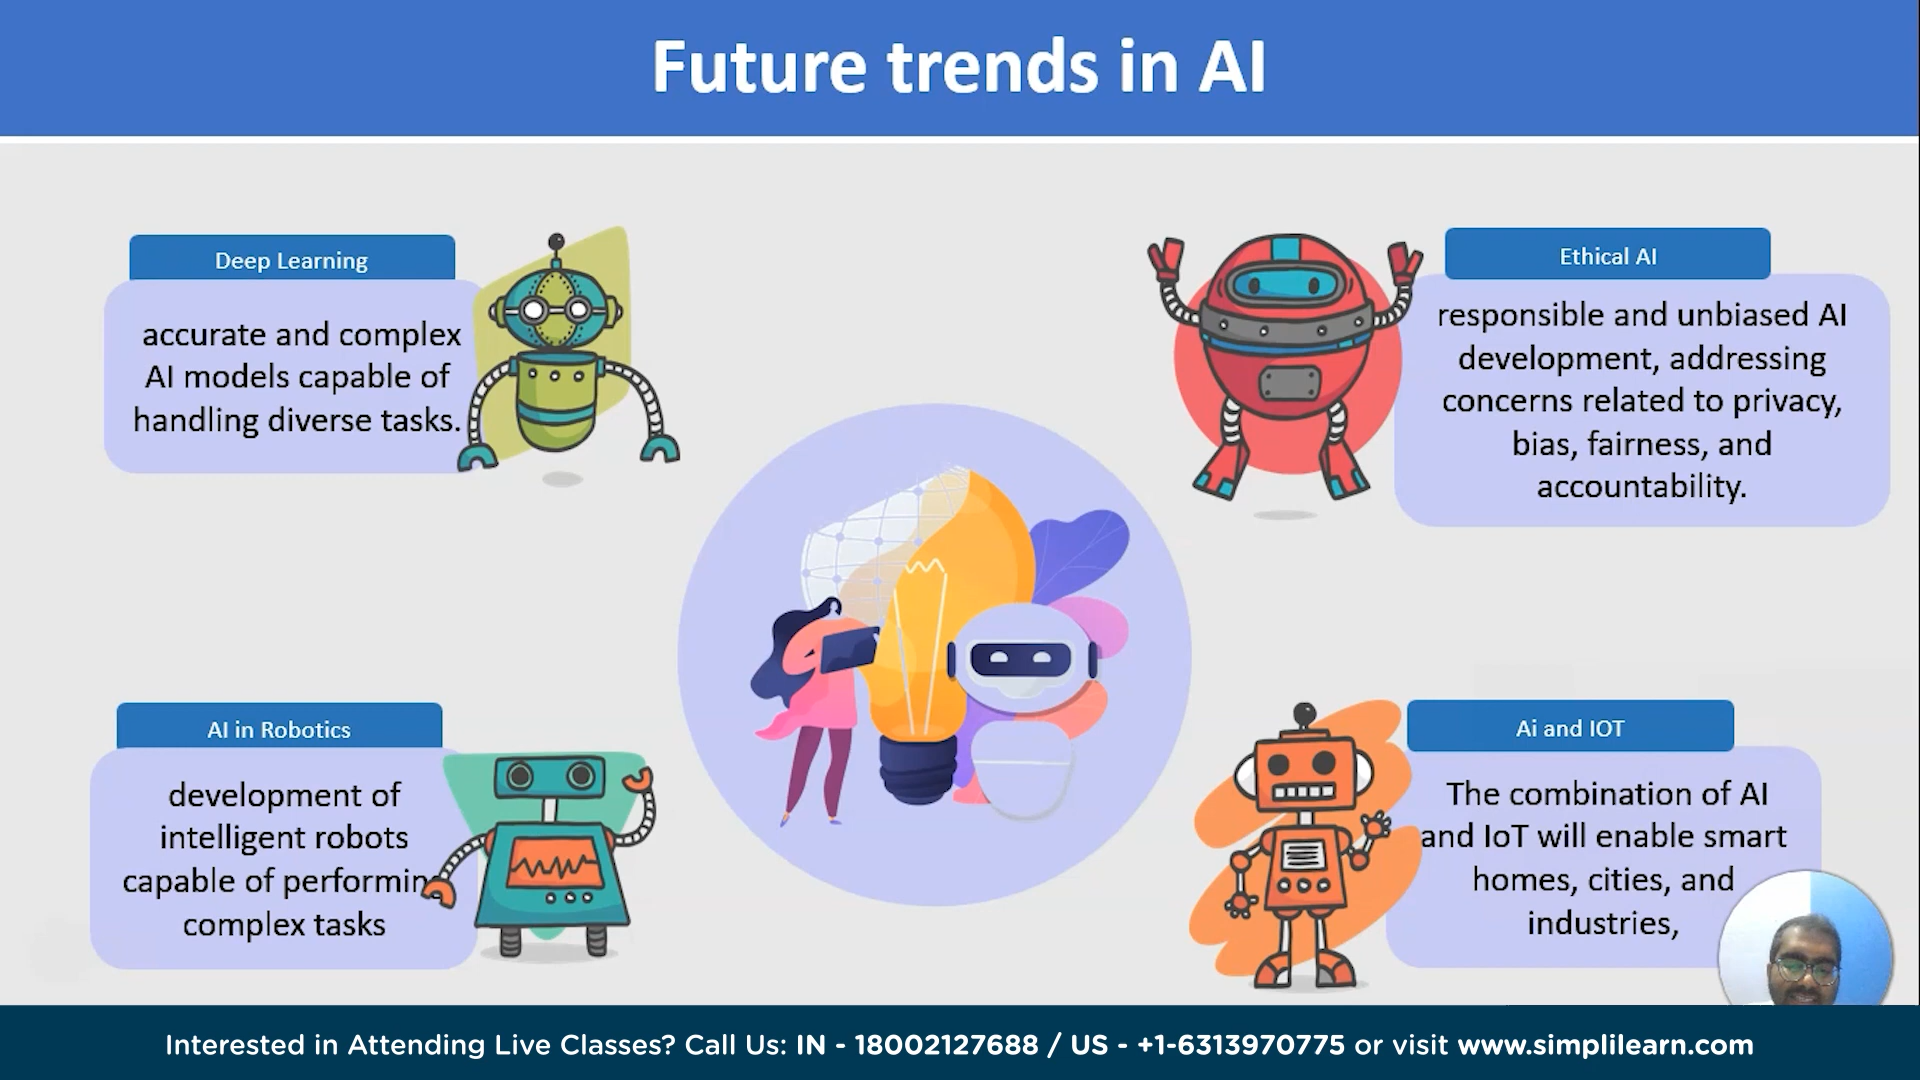 Future trends in AI
Deep Learning
accurate and complex
AI models capable of
handling diverse tasks.
Ethical AI
responsible and unbiased AI
development, addressing
concerns related to privacy,
bias, fairness, and
accountability.
AI in Robotics
development of
intelligent robots
capable of performing
complex tasks
Ai and IOT
The combination of AI
and IoT will enable smart
homes, cities, and
industries,
Interested in Attending Live Classes? Call Us: IN - 18002127688 / US - +1-6313970775 or visit www.simplilearn.com